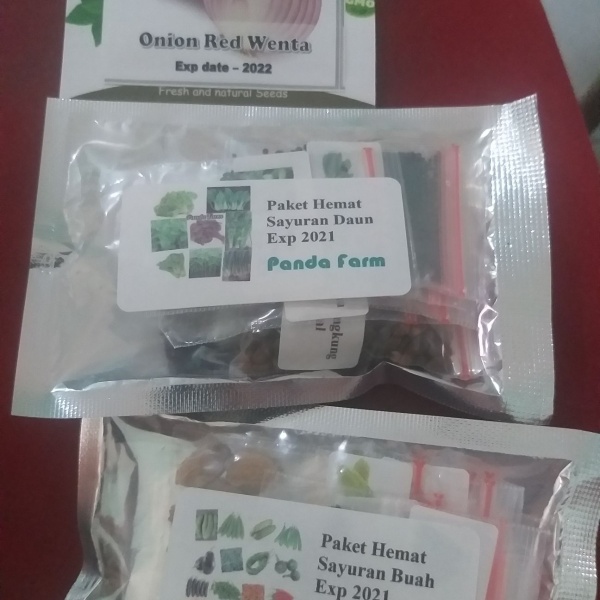 GMO
Onion Red Wenta
Exp date - 2022
Fresh and natural Seeds
Paket Hemat
Sayuran Daun
Exp 2021
Panda Farm
Paket Hemat
Sayuran Buah
Exp 2021